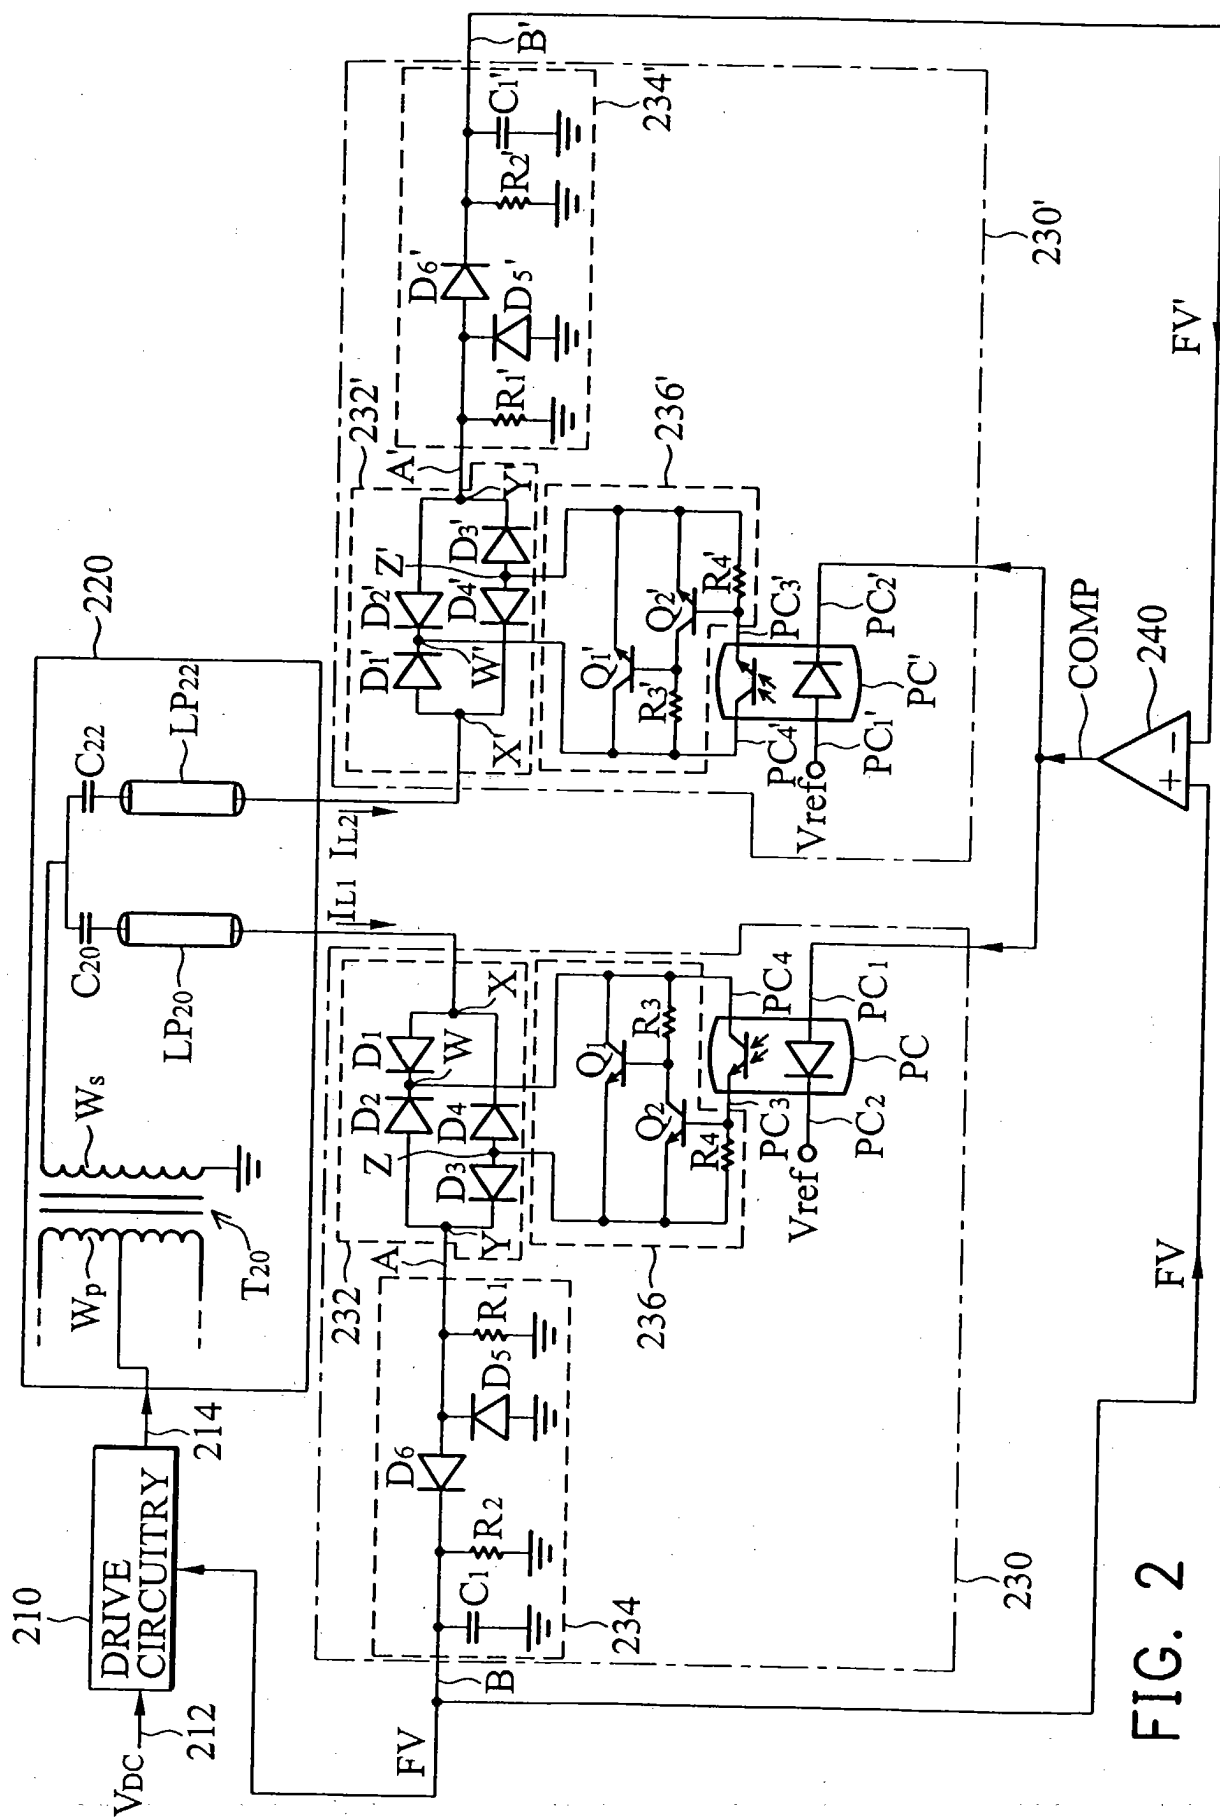 210
DRIVE
CIRCUITRY
VDC
212
214
220
Wp
Ws
T20
C20
C22
LP20
LP22
IL1
IL2
FV
B
234
C1
R2
D6
D5
R1
A
232
Y
D2
D1
W
X
Z
D3
D4
236
Q1
Q2
R3
R4
PC3
PC4
PC2
PC1
PC
Vref
230
232'
X'
D1'
D2'
W'
Z'
D4'
D3'
Y'
A'
R1'
D5'
D6'
R2'
C1'
234'
B'
236'
Q1'
Q2'
R3'
R4'
PC4'
PC3'
PC1'
PC2'
PC'
Vref
230'
COMP
240
+
−
FV
FV'
FIG. 2